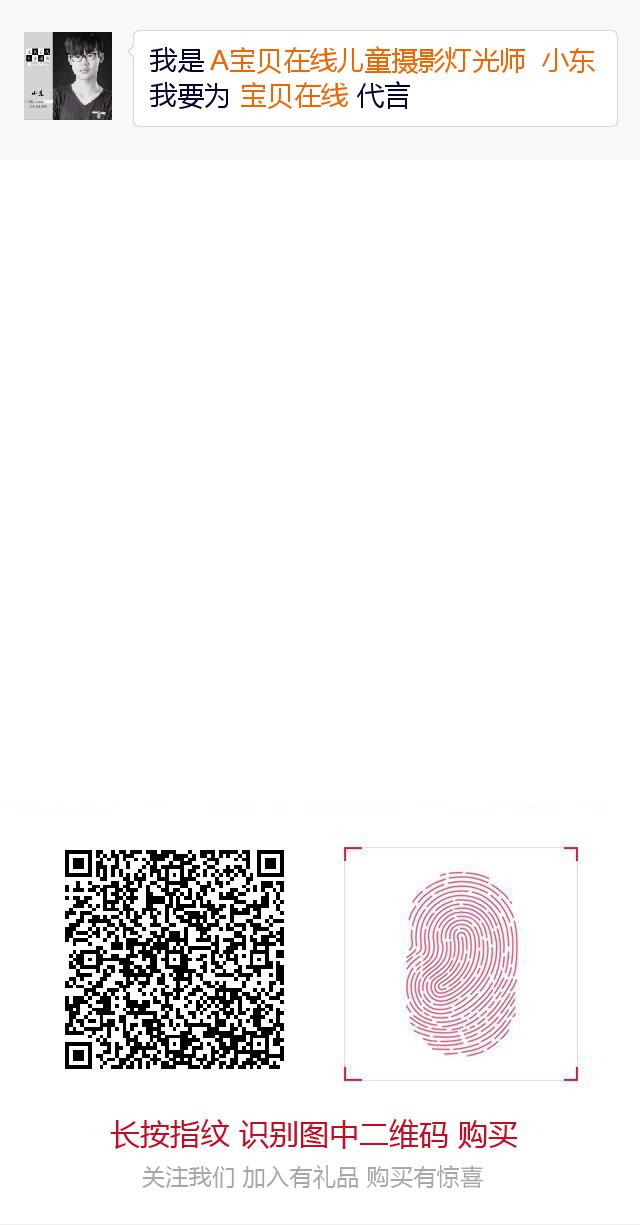 我是 A宝贝在线儿童摄影灯光师 小东
我要为 宝贝在线 代言
长按指纹 识别图中二维码 购买
关注我们 加入有礼品 购买有惊喜